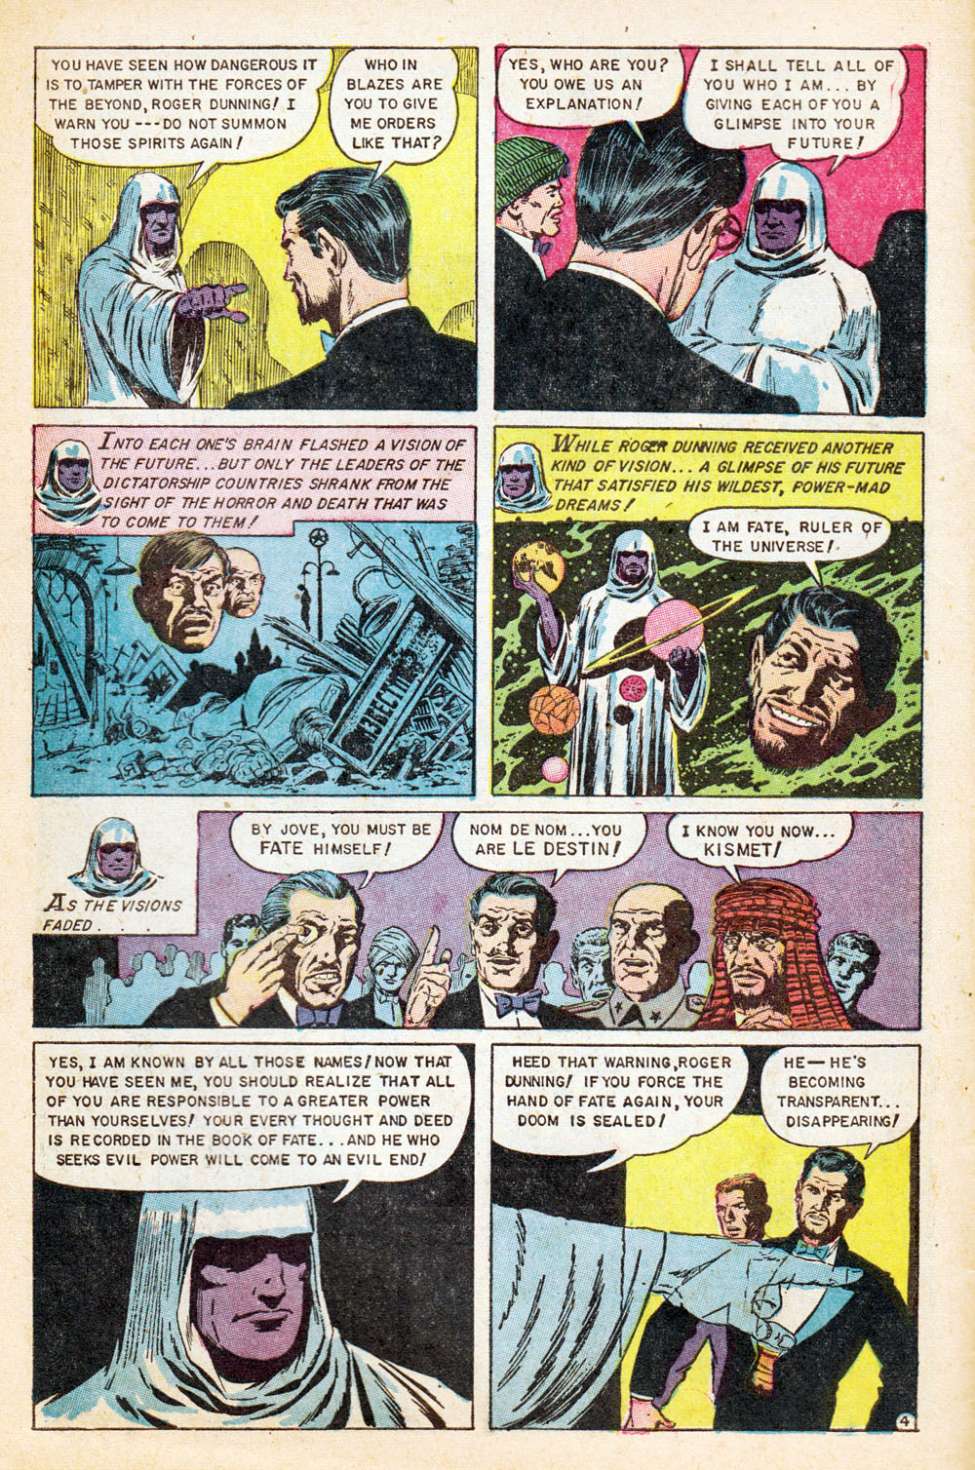 YOU HAVE SEEN HOW DANGEROUS IT
IS TO TAMPER WITH THE FORCES OF
THE BEYOND, ROGER DUNNING! I
WARN YOU --- DO NOT SUMMON
THOSE SPIRITS AGAIN!
WHO IN
BLAZES ARE
YOU TO GIVE
ME ORDERS
LIKE THAT?
YES, WHO ARE YOU?
YOU OWE US AN
EXPLANATION!
I SHALL TELL ALL OF
YOU WHO I AM... BY
GIVING EACH OF YOU A
GLIMPSE INTO YOUR
FUTURE!
INTO EACH ONE'S BRAIN FLASHED A VISION OF
THE FUTURE...BUT ONLY THE LEADERS OF THE
DICTATORSHIP COUNTRIES SHRANK FROM THE
SIGHT OF THE HORROR AND DEATH THAT WAS
TO COME TO THEM!
WHILE ROGER DUNNING RECEIVED ANOTHER
KIND OF VISION... A GLIMPSE OF HIS FUTURE
THAT SATISFIED HIS WILDEST, POWER-MAD
DREAMS!
I AM FATE, RULER OF
THE UNIVERSE!
AS THE VISIONS
FADED . . . .
BY JOVE, YOU MUST BE
FATE HIMSELF!
NOM DE NOM...YOU
ARE LE DESTIN!
I KNOW YOU NOW...
KISMET!
YES, I AM KNOWN BY ALL THOSE NAMES! NOW THAT
YOU HAVE SEEN ME, YOU SHOULD REALIZE THAT ALL
OF YOU ARE RESPONSIBLE TO A GREATER POWER
THAN YOURSELVES! YOUR EVERY THOUGHT AND DEED
IS RECORDED IN THE BOOK OF FATE...AND HE WHO
SEEKS EVIL POWER WILL COME TO AN EVIL END!
HEED THAT WARNING, ROGER
DUNNING! IF YOU FORCE THE
HAND OF FATE AGAIN, YOUR
DOOM IS SEALED!
HE—HE'S
BECOMING
TRANSPARENT...
DISAPPEARING!
4